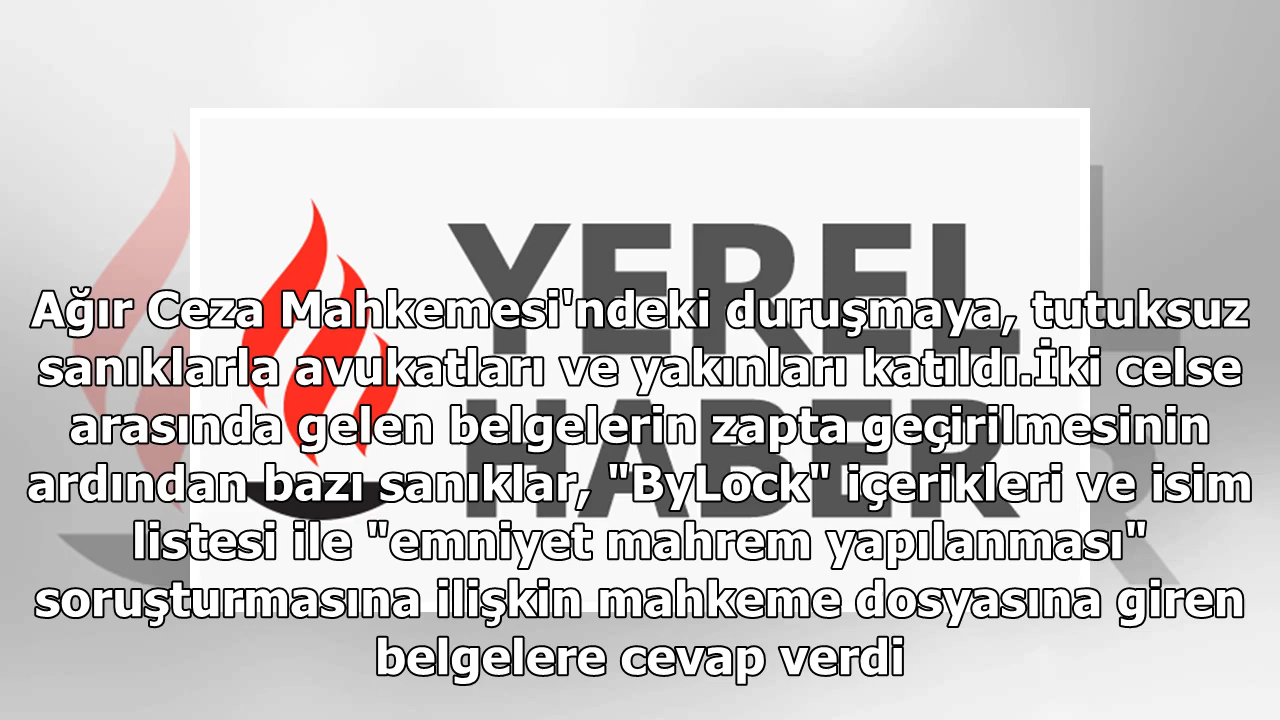 YEREL
HABER
Ağır Ceza Mahkemesi'ndeki duruşmaya, tutuksuz
sanıklarla avukatları ve yakınları katıldı.İki celse
arasında gelen belgelerin zapta geçirilmesinin
ardından bazı sanıklar, "ByLock" içerikleri ve isim
listesi ile "emniyet mahrem yapılanması"
soruşturmasına ilişkin mahkeme dosyasına giren
belgelere cevap verdi